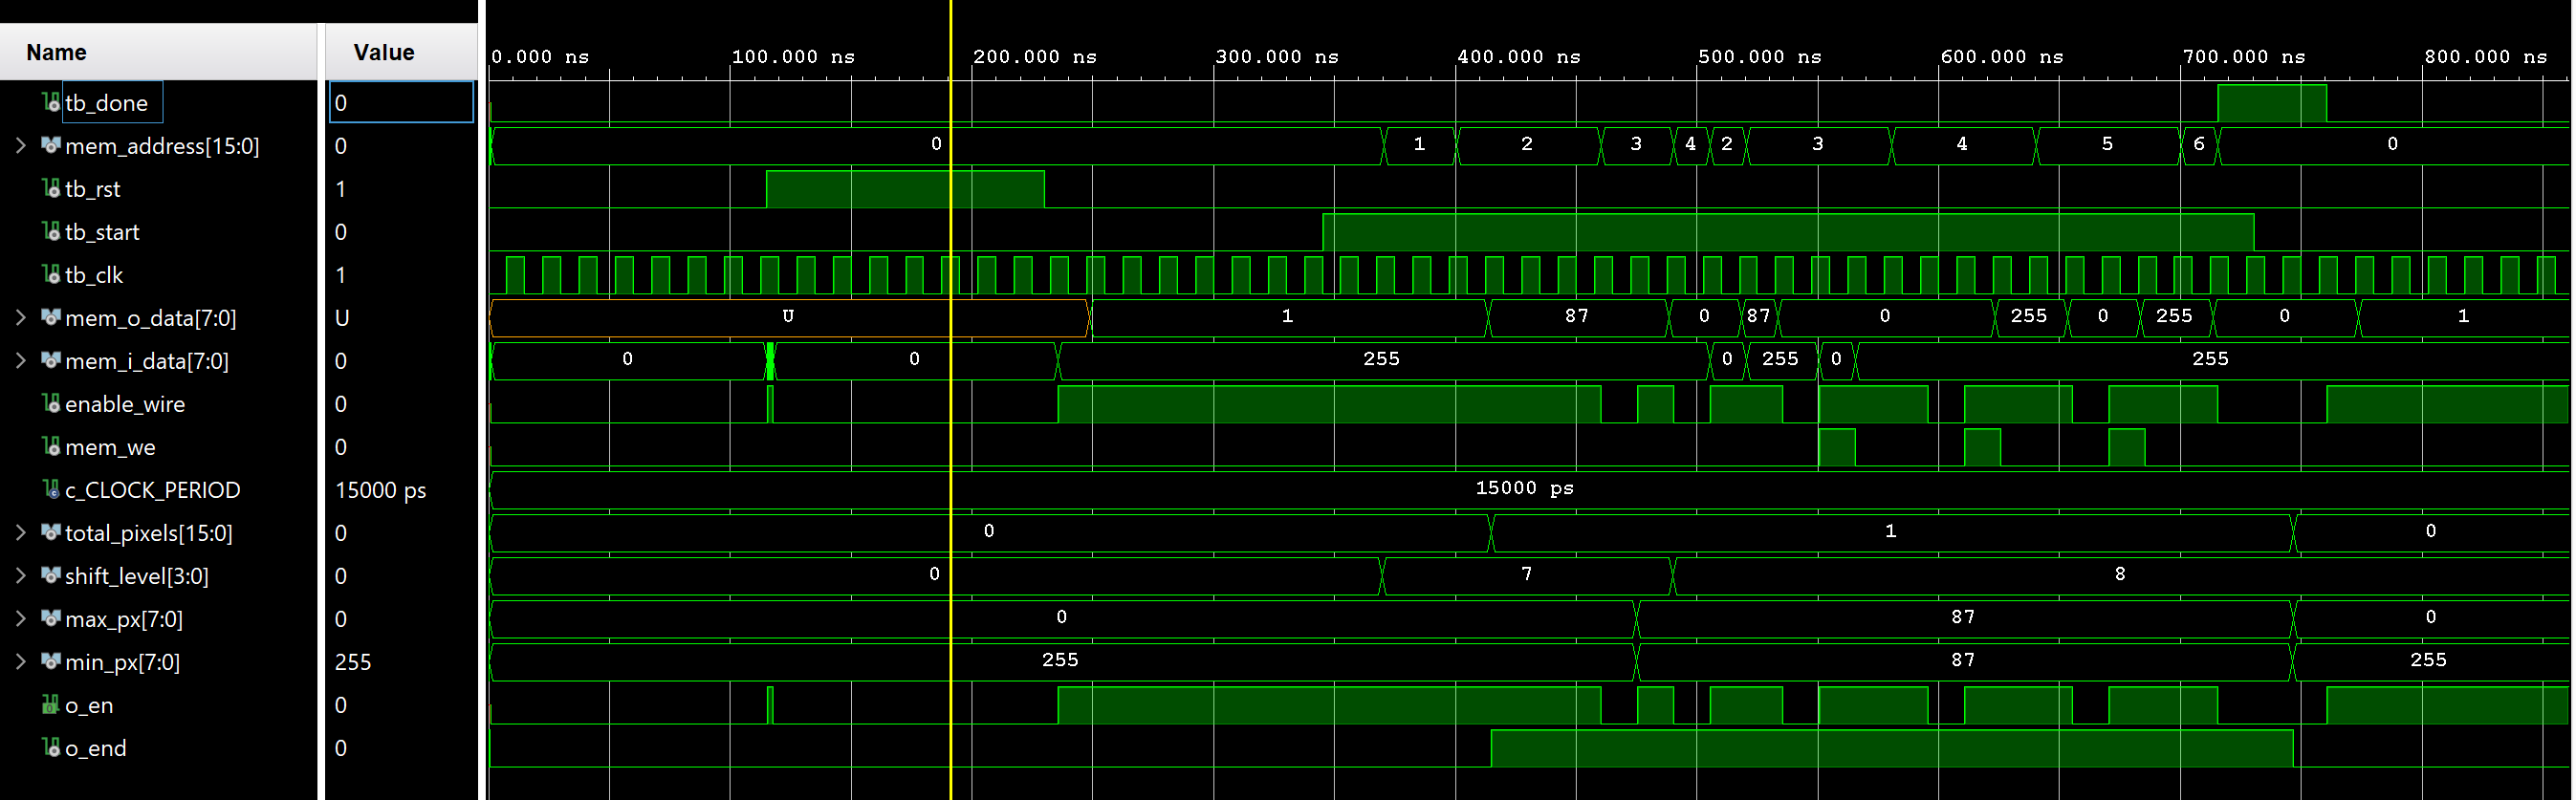 Name Value 0.000 ns 100.000 ns 200.000 ns 300.000 ns 400.000 ns 500.000 ns 600.000 ns 700.000 ns 800.000 ns
tb_done 0
mem_address[15:0] 0 0 1 2 3 4 2 3 4 5 6 0
tb_rst 1
tb_start 0
tb_clk 1
mem_o_data[7:0] U U 1 87 0 87 0 255 0 255 0 1
mem_i_data[7:0] 0 0 0 255 0 255 0 255
enable_wire 0
mem_we 0
c_CLOCK_PERIOD 15000 ps 15000 ps
total_pixels[15:0] 0 0 1 0
shift_level[3:0] 0 0 7 8
max_px[7:0] 0 0 87 0
min_px[7:0] 255 255 87 255
o_en 0
o_end 0